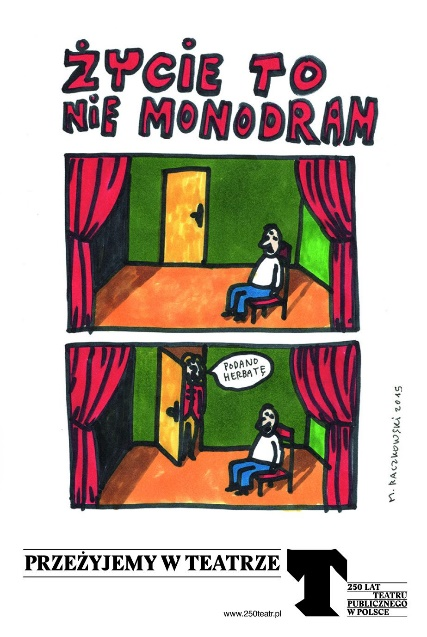 ŻYCIE TO
NIE MONODRAM
PODANO
HERBATĘ
M. RACZKOWSKI 2015
PRZEŻYJEMY W TEATRZE
T
250 LAT
TEATRU
PUBLICZNEGO
W POLSCE
www.250teatr.pl